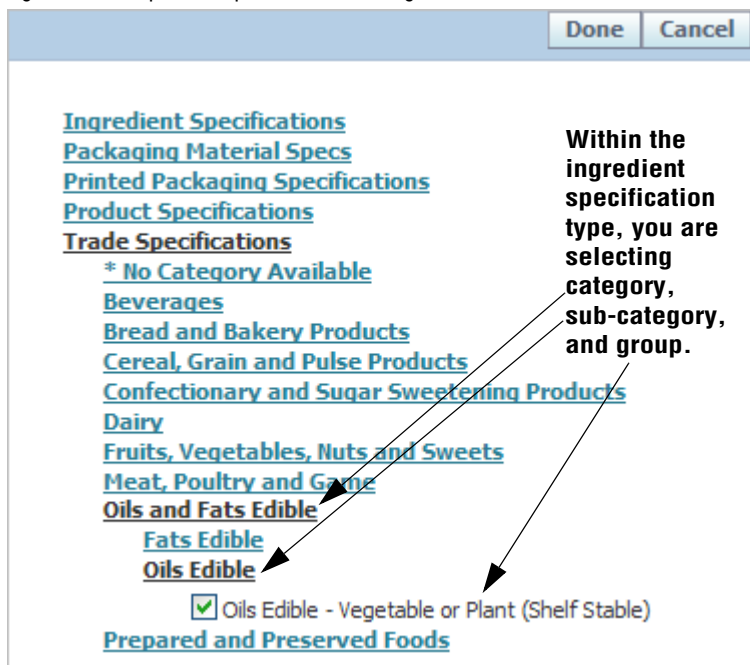 Done Cancel
Ingredient Specifications
Packaging Material Specs
Printed Packaging Specifications
Product Specifications
Trade Specifications
* No Category Available
Beverages
Bread and Bakery Products
Cereal, Grain and Pulse Products
Confectionary and Sugar Sweetening Products
Dairy
Fruits, Vegetables, Nuts and Sweets
Meat, Poultry and Game
Oils and Fats Edible
Fats Edible
Oils Edible
Oils Edible - Vegetable or Plant (Shelf Stable)
Prepared and Preserved Foods
Within the
ingredient
specification
type, you are
selecting
category,
sub-category,
and group.